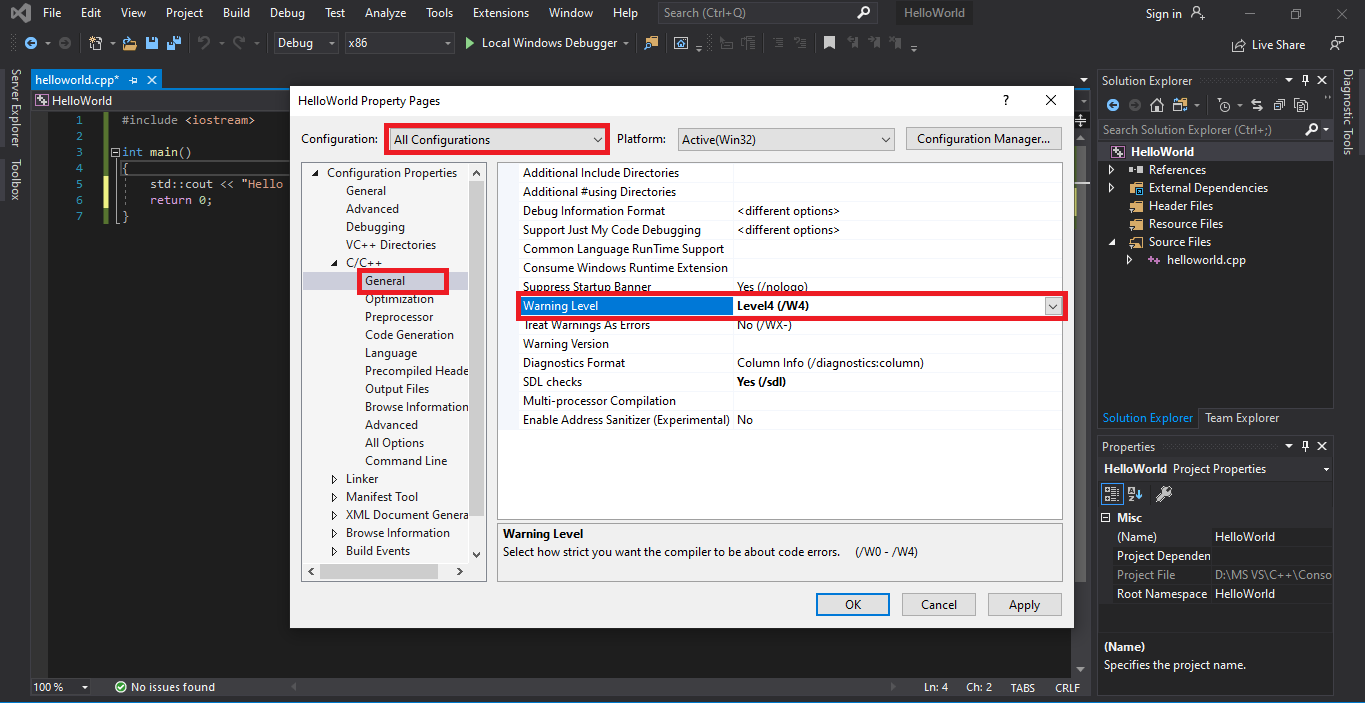 File Edit View Project Build Debug Test Analyze Tools Extensions Window Help Search (Ctrl+Q) HelloWorld Sign in
Debug x86 Local Windows Debugger Live Share
Server Explorer
Toolbox
helloworld.cpp*
HelloWorld
1 #include <iostream>
2
3 int main()
4 {
5 std::cout << "Hello
6 return 0;
7 }
HelloWorld Property Pages ?
Configuration: All Configurations Platform: Active(Win32) Configuration Manager...
Configuration Properties
General
Advanced
Debugging
VC++ Directories
C/C++
General
Optimization
Preprocessor
Code Generation
Language
Precompiled Heade
Output Files
Browse Information
Advanced
All Options
Command Line
Linker
Manifest Tool
XML Document Genera
Browse Information
Build Events
Additional Include Directories
Additional #using Directories
Debug Information Format <different options>
Support Just My Code Debugging <different options>
Common Language RunTime Support
Consume Windows Runtime Extension
Suppress Startup Banner Yes (/nologo)
Warning Level Level4 (/W4)
Treat Warnings As Errors No (/WX-)
Warning Version
Diagnostics Format Column Info (/diagnostics:column)
SDL checks Yes (/sdl)
Multi-processor Compilation
Enable Address Sanitizer (Experimental) No
Warning Level
Select how strict you want the compiler to be about code errors. (/W0 - /W4)
OK Cancel Apply
Solution Explorer
Search Solution Explorer (Ctrl+;)
HelloWorld
References
External Dependencies
Header Files
Resource Files
Source Files
helloworld.cpp
Solution Explorer Team Explorer
Diagnostic Tools
Properties
HelloWorld Project Properties
Misc
(Name) HelloWorld
Project Dependen
Project File D:\MS VS\C++\Conso
Root Namespace HelloWorld
(Name)
Specifies the project name.
100 % No issues found Ln: 4 Ch: 2 TABS CRLF